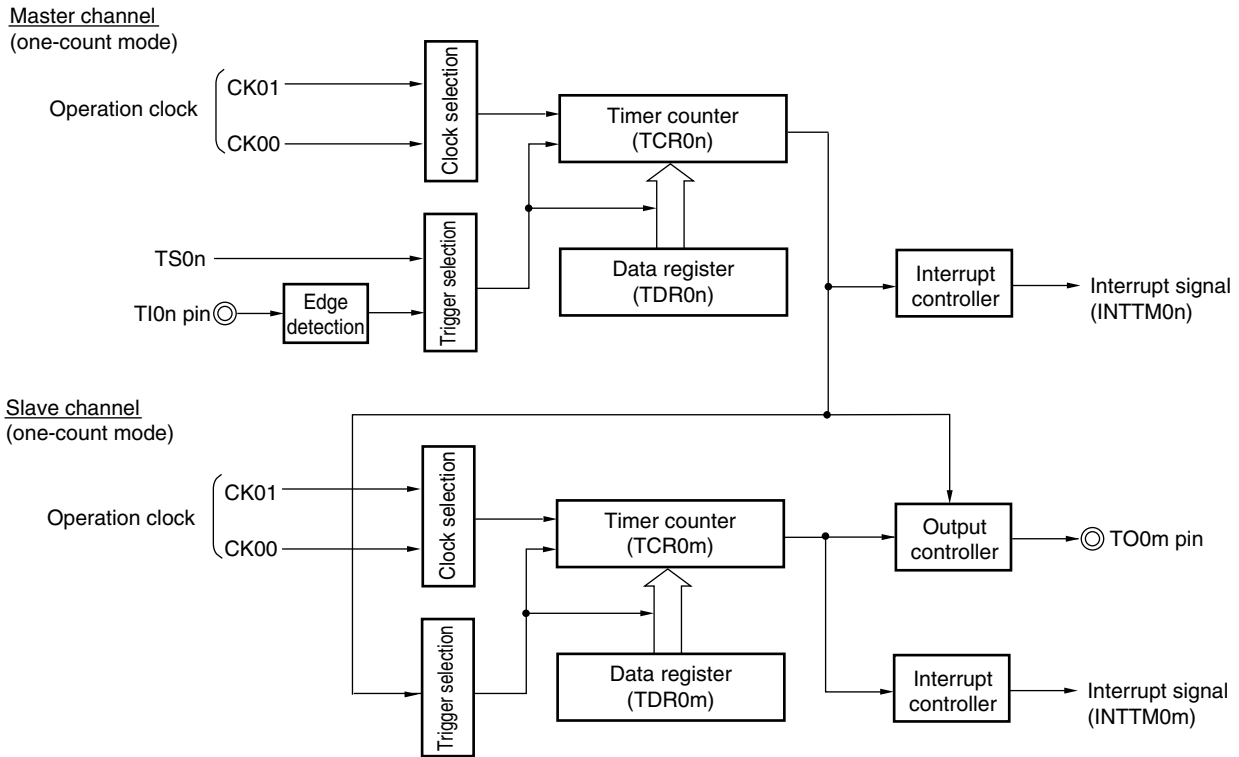 Master channel
(one-count mode)
Operation clock
CK01
CK00
Clock selection
Timer counter
(TCR0n)
TS0n
TI0n pin
Edge
detection
Trigger selection
Data register
(TDR0n)
Interrupt
controller
Interrupt signal
(INTTM0n)
Slave channel
(one-count mode)
Operation clock
CK01
CK00
Clock selection
Timer counter
(TCR0m)
Output
controller
TO0m pin
Trigger selection
Data register
(TDR0m)
Interrupt
controller
Interrupt signal
(INTTM0m)